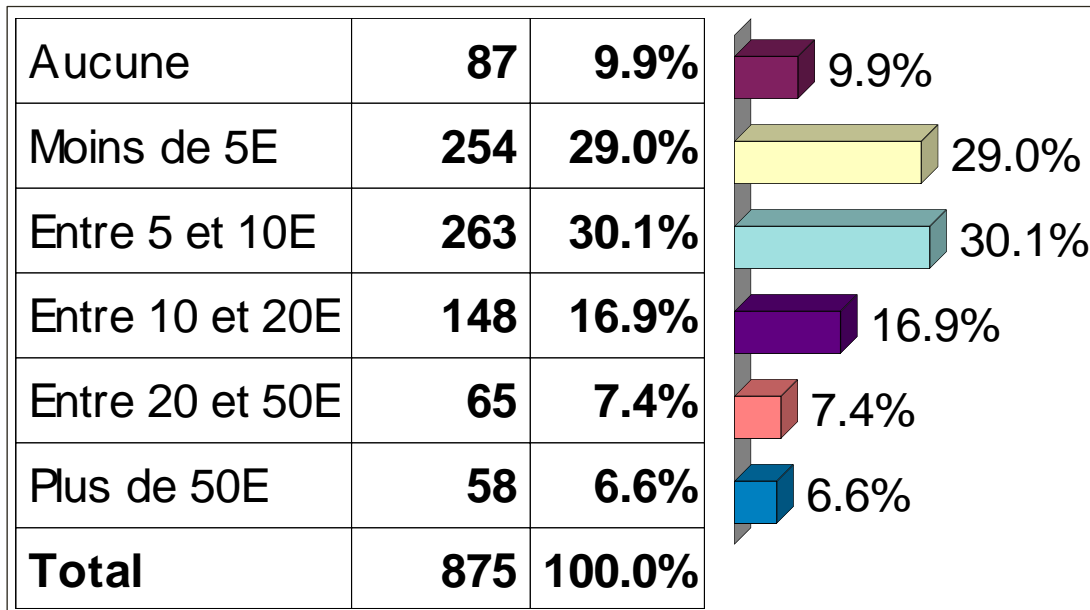 Aucune 87 9.9% 9.9%
Moins de 5E 254 29.0% 29.0%
Entre 5 et 10E 263 30.1% 30.1%
Entre 10 et 20E 148 16.9% 16.9%
Entre 20 et 50E 65 7.4% 7.4%
Plus de 50E 58 6.6% 6.6%
Total 875 100.0%